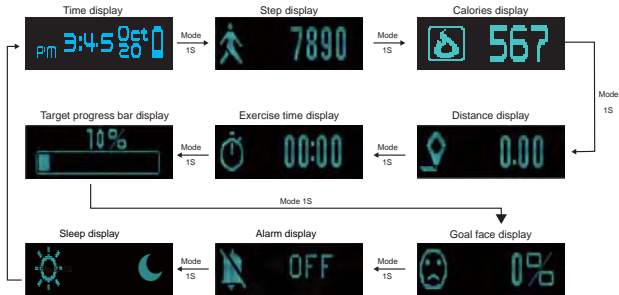 Time display
Step display
Calories display
PM 3:45 Oct 20
Mode
1S
7890
Mode
1S
567
Mode
1S
Target progress bar display
Exercise time display
Distance display
10%
Mode
1S
00:00
Mode
1S
0.00
Mode 1S
Sleep display
Alarm display
Goal face display
Mode
1S
OFF
Mode
1S
0%